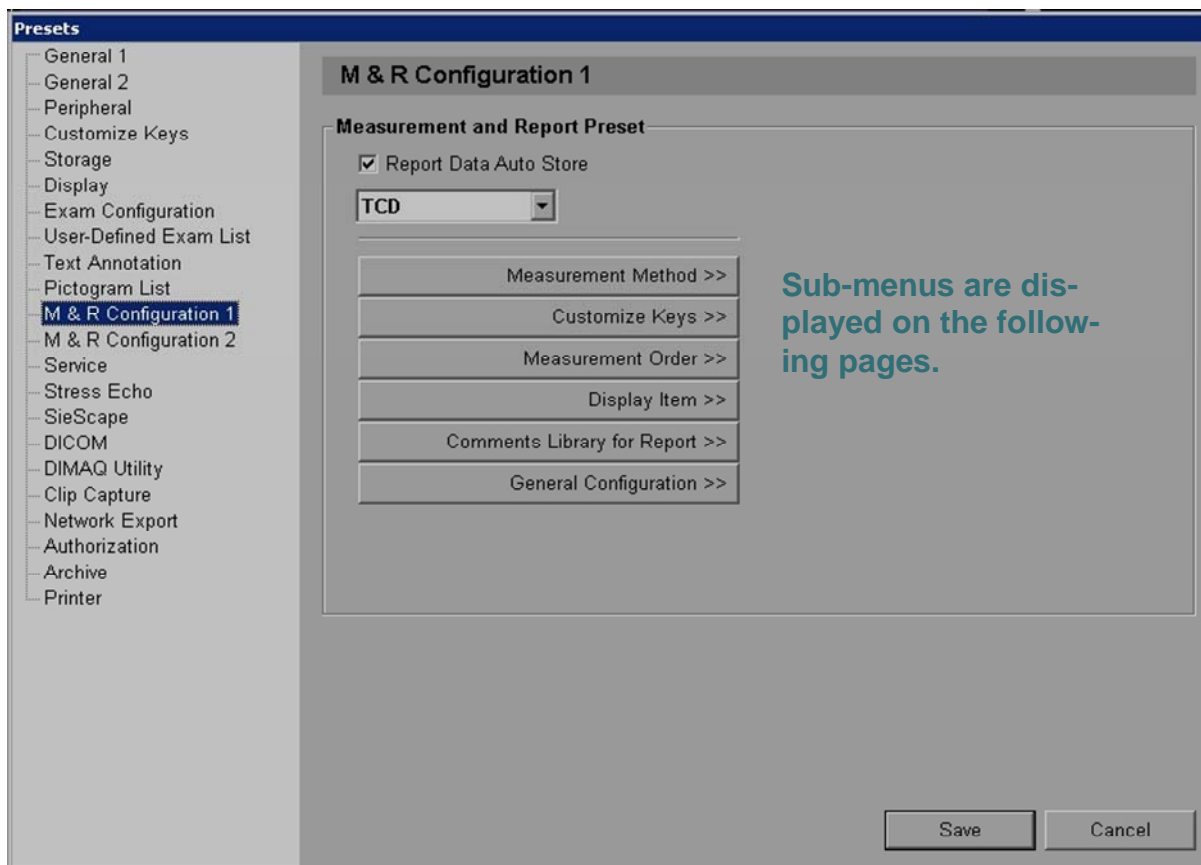 Presets
General 1
General 2
Peripheral
Customize Keys
Storage
Display
Exam Configuration
User-Defined Exam List
Text Annotation
Pictogram List
M & R Configuration 1
M & R Configuration 2
Service
Stress Echo
SieScape
DICOM
DIMAQ Utility
Clip Capture
Network Export
Authorization
Archive
Printer
M & R Configuration 1
Measurement and Report Preset
Report Data Auto Store
TCD
Measurement Method >>
Customize Keys >>
Measurement Order >>
Display Item >>
Comments Library for Report >>
General Configuration >>
Sub-menus are dis-
played on the follow-
ing pages.
Save
Cancel